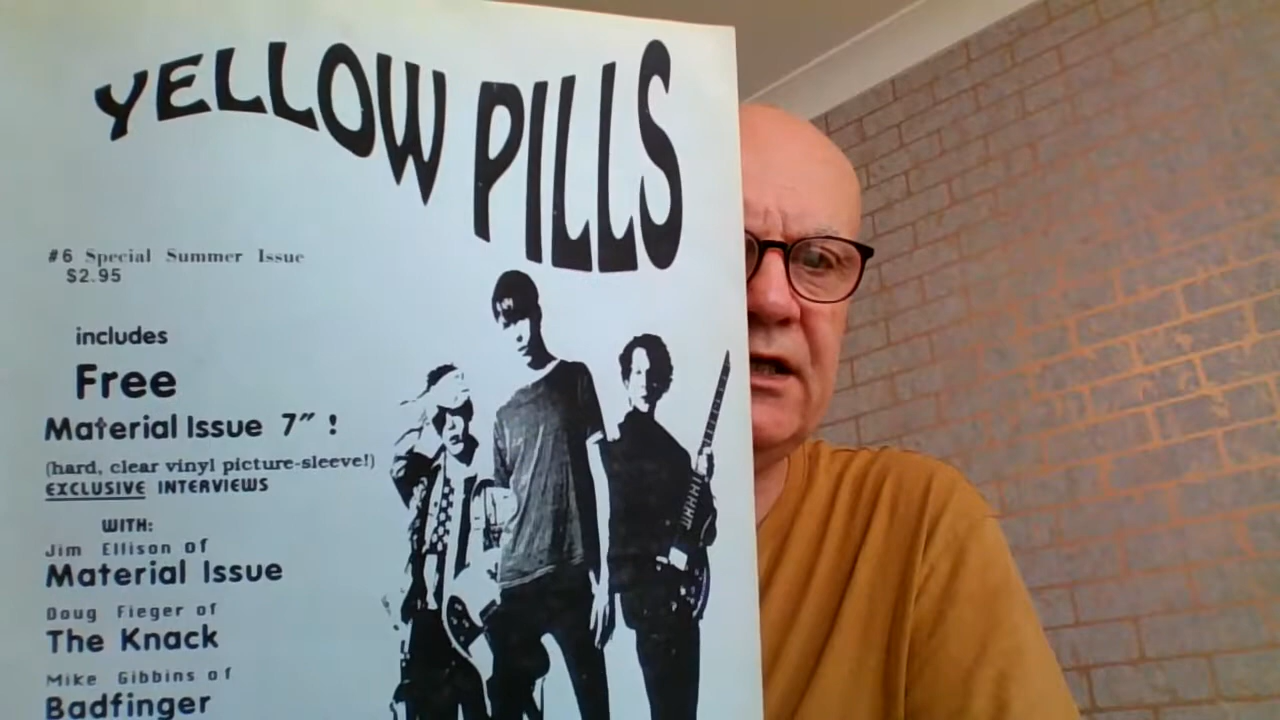 YELLOW PILLS
#6 Special Summer Issue
$2.95
includes
Free
Material Issue 7" !
(hard, clear vinyl picture-sleeve!)
EXCLUSIVE INTERVIEWS
WITH:
Jim Ellison of
Material Issue
Doug Fieger of
The Knack
Mike Gibbins of
Badfinger